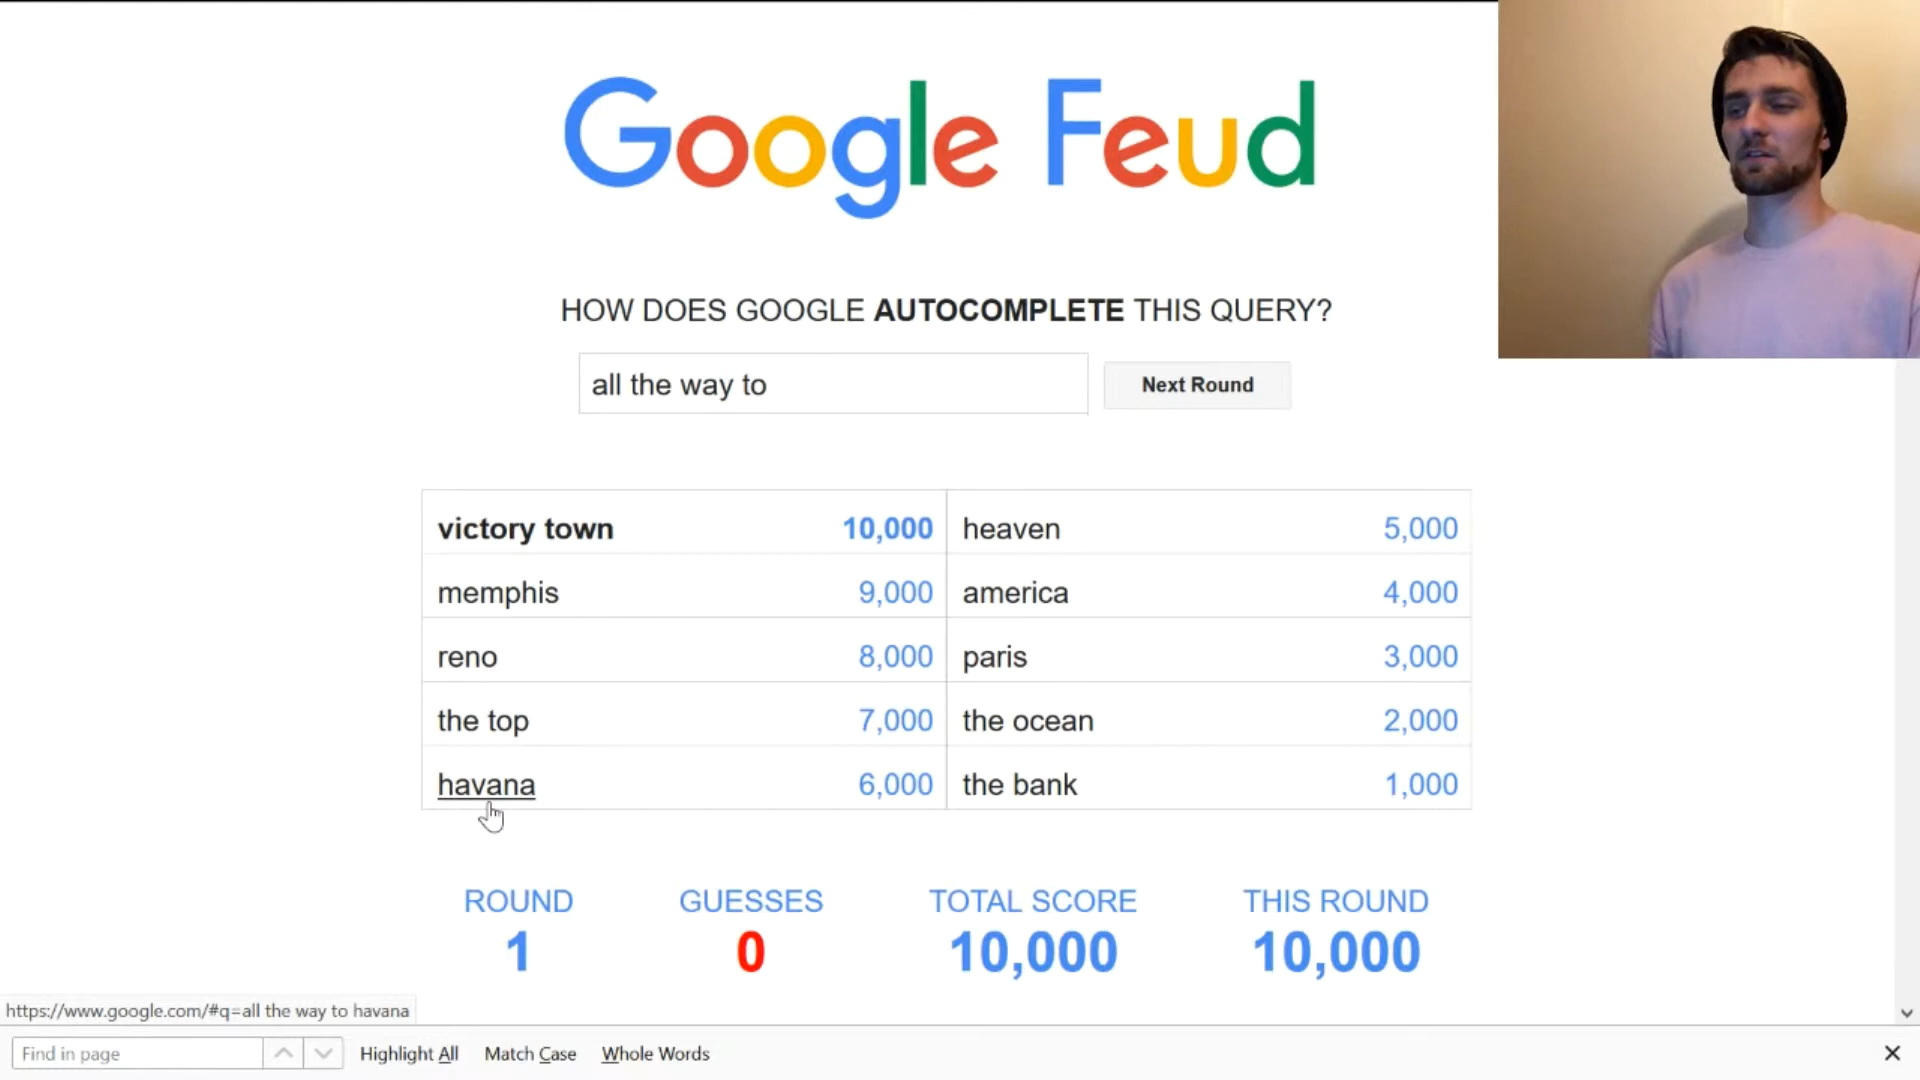 Google Feud
HOW DOES GOOGLE AUTOCOMPLETE THIS QUERY?
all the way to
Next Round
victory town 10,000 heaven 5,000
memphis 9,000 america 4,000
reno 8,000 paris 3,000
the top 7,000 the ocean 2,000
havana 6,000 the bank 1,000
ROUND GUESSES TOTAL SCORE THIS ROUND
1 0 10,000 10,000
https://www.google.com/#q=all the way to havana
Find in page Highlight All Match Case Whole Words